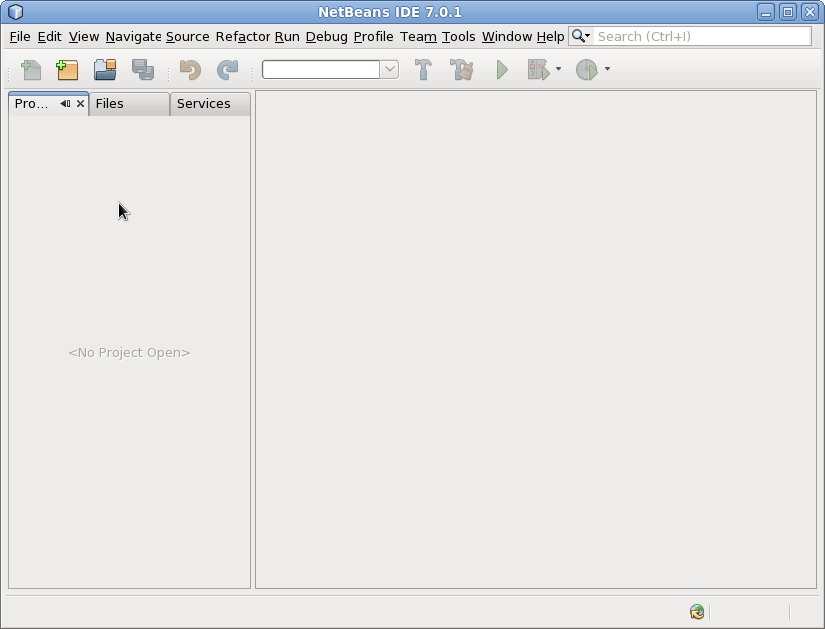 NetBeans IDE 7.0.1
File Edit View Navigate Source Refactor Run Debug Profile Team Tools Window Help Search (Ctrl+I)
Pro... Files Services
<No Project Open>